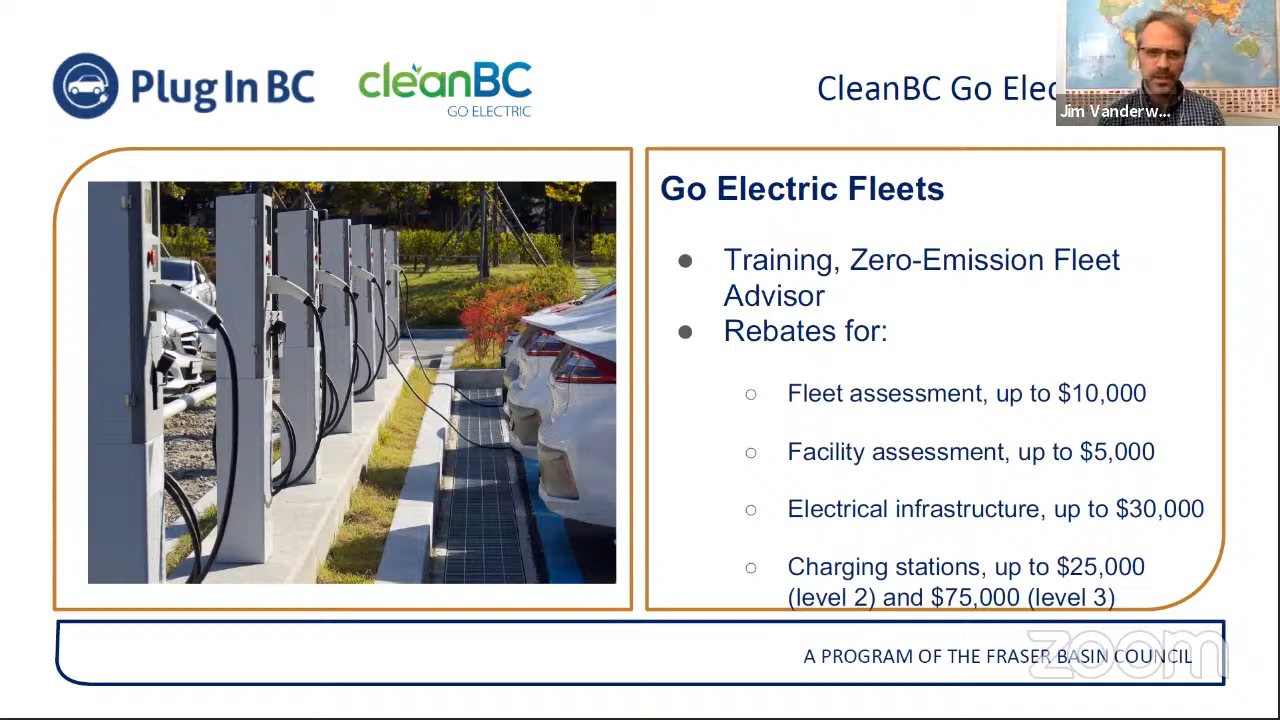 Plug In BC
cleanBC
GO ELECTRIC
CleanBC Go Elec
Jim Vanderw...
Go Electric Fleets
● Training, Zero-Emission Fleet
Advisor
● Rebates for:
○ Fleet assessment, up to $10,000
○ Facility assessment, up to $5,000
○ Electrical infrastructure, up to $30,000
○ Charging stations, up to $25,000
(level 2) and $75,000 (level 3)
A PROGRAM OF THE FRASER BASIN COUNCIL
zoom